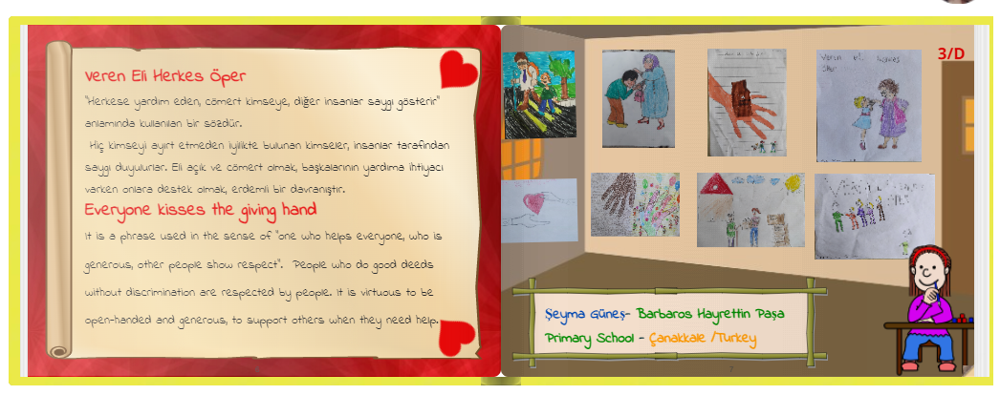 Veren Eli Herkes Öper
"Herkese yardım eden, cömert kimseye, diğer insanlar saygı gösterir"
anlamında kullanılan bir sözdür.
Hiç kimseyi ayırt etmeden iyilikte bulunan kimseler, insanlar tarafından
saygı duyulurlar. Eli açık ve cömert olmak, başkalarının yardıma ihtiyacı
varken onlara destek olmak, erdemli bir davranıştır.
Everyone kisses the giving hand
It is a phrase used in the sense of "one who helps everyone, who is
generous, other people show respect". People who do good deeds
without discrimination are respected by people. It is virtuous to be
open-handed and generous, to support others when they need help.
3/D
Veren eli herkes
öper
Şeyma Güneş- Barbaros Hayrettin Paşa
Primary School - Çanakkale /Turkey